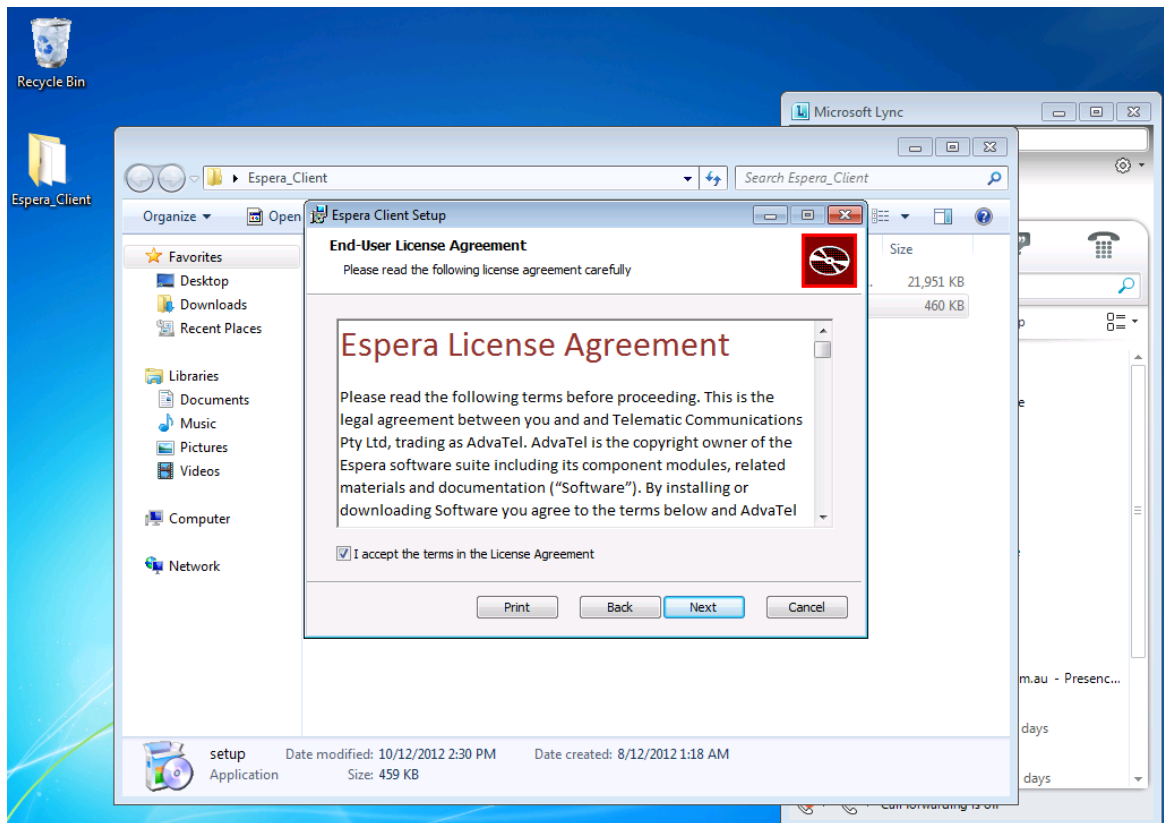 Recycle Bin
Espera_Client
Microsoft Lync
Espera_Client
Search Espera_Client
Organize
Open
Size
21,951 KB
460 KB
Favorites
Desktop
Downloads
Recent Places
Libraries
Documents
Music
Pictures
Videos
Computer
Network
Espera Client Setup
End-User License Agreement
Please read the following license agreement carefully
Espera License Agreement
Please read the following terms before proceeding. This is the
legal agreement between you and and Telematic Communications
Pty Ltd, trading as AdvaTel. AdvaTel is the copyright owner of the
Espera software suite including its component modules, related
materials and documentation (“Software”). By installing or
downloading Software you agree to the terms below and AdvaTel
I accept the terms in the License Agreement
Print Back Next Cancel
m.au - Presenc...
days
days
setup Date modified: 10/12/2012 2:30 PM Date created: 8/12/2012 1:18 AM
Application Size: 459 KB
Call forwarding is off